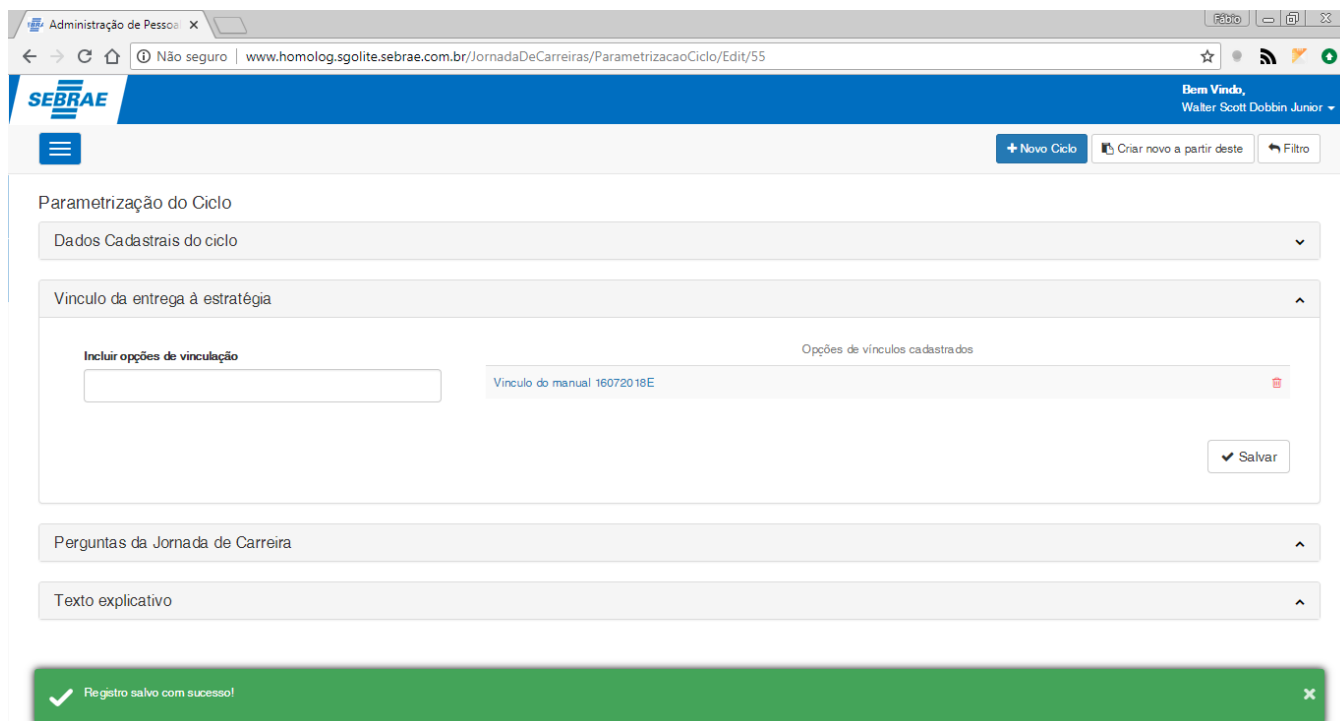 Administração de Pessoa
Fábio
Não seguro | www.homolog.sgolite.sebrae.com.br/JornadaDeCarreiras/ParametrizacaoCiclo/Edit/55
SEBRAE
Bem Vindo,
Walter Scott Dobbin Junior
Novo Ciclo
Criar novo a partir deste
Filtro
Parametrização do Ciclo
Dados Cadastrais do ciclo
Vinculo da entrega à estratégia
Incluir opções de vinculação
Opções de vínculos cadastrados
Vinculo do manual 16072018E
Salvar
Perguntas da Jornada de Carreira
Texto explicativo
Registro salvo com sucesso!